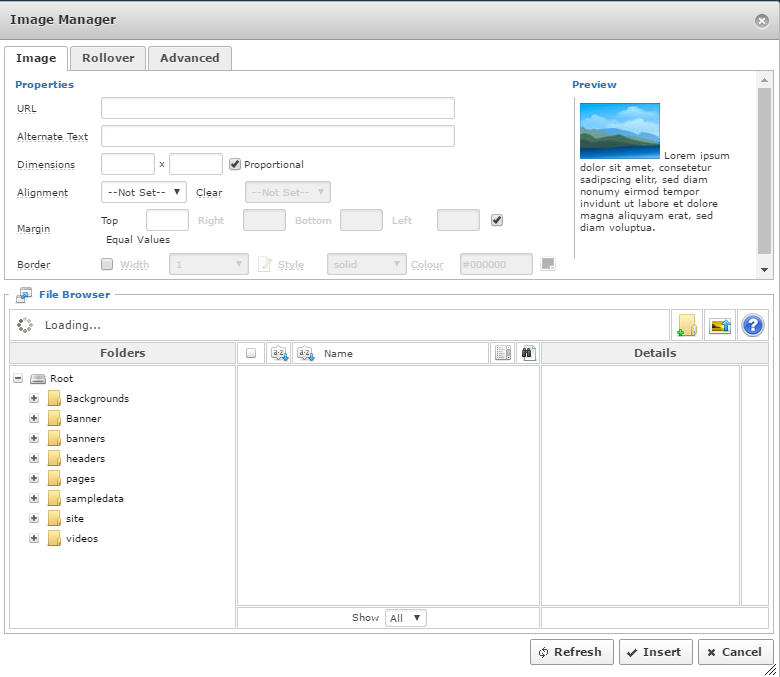 Image Manager
Image Rollover Advanced
Properties
URL
Alternate Text
Dimensions x Proportional
Alignment --Not Set-- Clear --Not Set--
Margin Top Right Bottom Left
Equal Values
Border Width 1 Style solid Colour #000000
Preview
Lorem ipsum
dolor sit amet, consetetur
sadipscing elitr, sed diam
nonumy eirmod tempor
invidunt ut labore et dolore
magna aliquyam erat, sed
diam voluptua.
File Browser
Loading...
Folders a-z a-z Name Details
Root
Backgrounds
Banner
banners
headers
pages
sampledata
site
videos
Show All
Refresh Insert Cancel